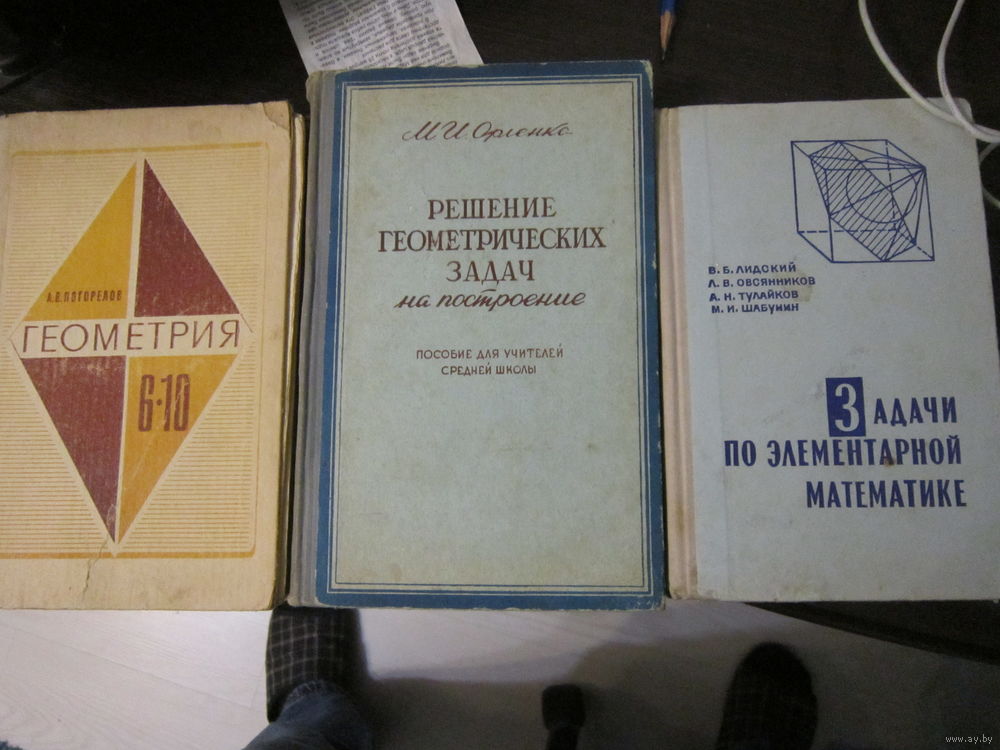 А.В.ПОГОРЕЛОВ
ГЕОМЕТРИЯ
6·10
М.И.Орленко
РЕШЕНИЕ
ГЕОМЕТРИЧЕСКИХ
ЗАДАЧ
на построение
ПОСОБИЕ ДЛЯ УЧИТЕЛЕЙ
СРЕДНЕЙ ШКОЛЫ
В. Б. ЛИДСКИЙ
Л. В. ОВСЯННИКОВ
А. Н. ТУЛАЙКОВ
М. И. ШАБУНИН
ЗАДАЧИ
ПО ЭЛЕМЕНТАРНОЙ
МАТЕМАТИКЕ
www.ay.by